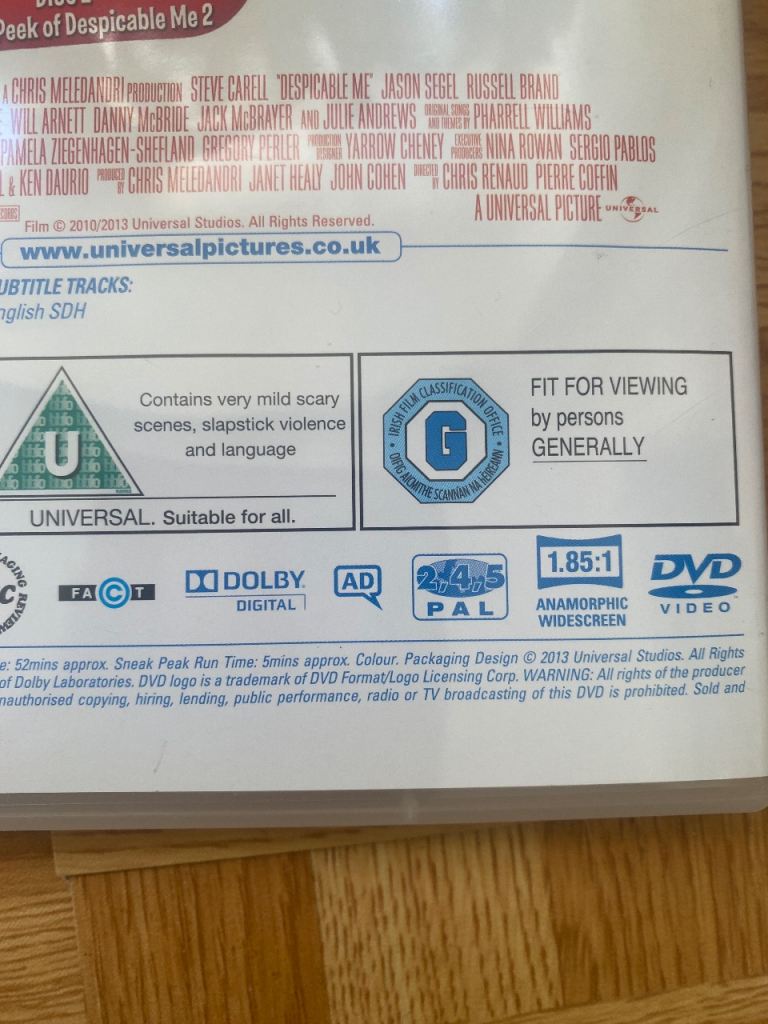 Peek of Despicable Me 2
A CHRIS MELEDANDRI PRODUCTION STEVE CARELL "DESPICABLE ME" JASON SEGEL RUSSELL BRAND
WILL ARNETT DANNY McBRIDE JACK McBRAYER AND JULIE ANDREWS ORIGINAL SONGS AND THEMES BY PHARRELL WILLIAMS
PAMELA ZIEGENHAGEN-SHEFLAND GREGORY PERLER PRODUCTION DESIGNER YARROW CHENEY EXECUTIVE PRODUCERS NINA ROWAN SERGIO PABLOS
& KEN DAURIO PRODUCED BY CHRIS MELEDANDRI JANET HEALY JOHN COHEN DIRECTED BY CHRIS RENAUD PIERRE COFFIN
A UNIVERSAL PICTURE UNIVERSAL
Film © 2010/2013 Universal Studios. All Rights Reserved.
www.universalpictures.co.uk
UBTITLE TRACKS:
nglish SDH
U
Contains very mild scary
scenes, slapstick violence
and language
UNIVERSAL. Suitable for all.
IRISH FILM CLASSIFICATION OFFICE
G
OIFIG AICMITHE SCANNÁN NA hÉIREANN
FIT FOR VIEWING
by persons
GENERALLY
FACT
DOLBY
DIGITAL
AD
2,4,5
PAL
1.85:1
ANAMORPHIC
WIDESCREEN
DVD
VIDEO
e: 52mins approx. Sneak Peak Run Time: 5mins approx. Colour. Packaging Design © 2013 Universal Studios. All Rights
of Dolby Laboratories. DVD logo is a trademark of DVD Format/Logo Licensing Corp. WARNING: All rights of the producer
nauthorised copying, hiring, lending, public performance, radio or TV broadcasting of this DVD is prohibited. Sold and